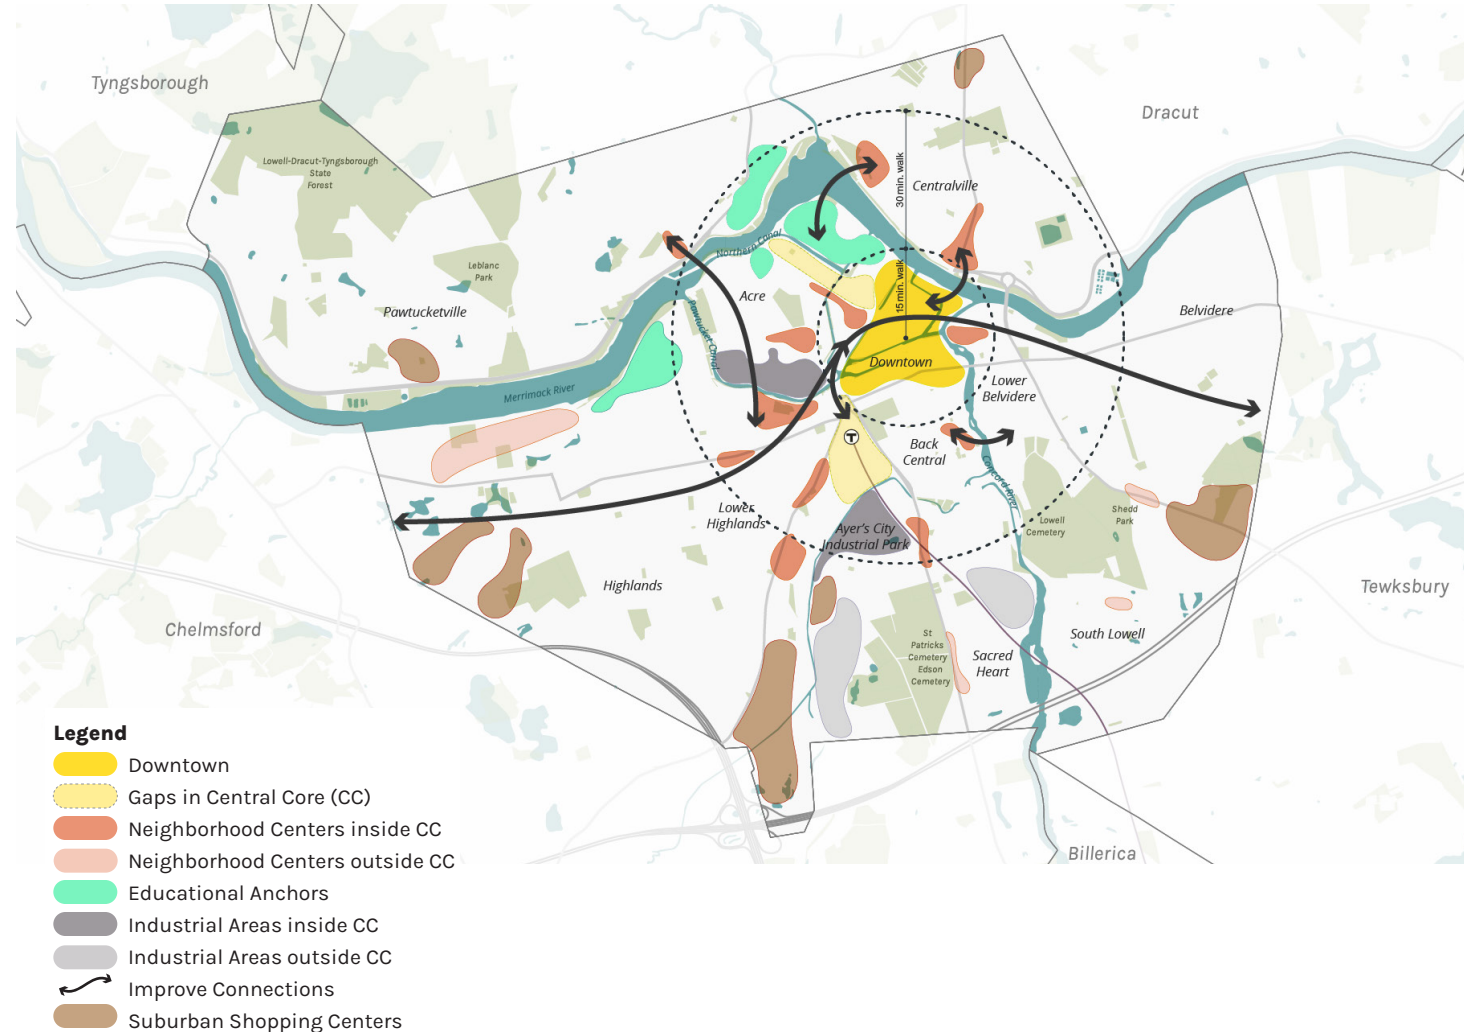 Tyngsborough
Dracut
Lowell-Dracut-Tyngsborough
State
Forest
30 min. walk
Centralville
Northern Canal
Leblanc
Park
15 min. walk
Acre
Pawtucketville
Belvidere
Pawtucket Canal
Downtown
Merrimack River
Lower
Belvidere
T
Back
Central
Concord River
Lower
Highlands
Shedd
Park
Lowell
Cemetery
Ayer's City
Industrial Park
Highlands
Tewksbury
Chelmsford
South Lowell
St
Patricks
Cemetery
Edson
Cemetery
Sacred
Heart
Billerica
Legend
Downtown
Gaps in Central Core (CC)
Neighborhood Centers inside CC
Neighborhood Centers outside CC
Educational Anchors
Industrial Areas inside CC
Industrial Areas outside CC
Improve Connections
Suburban Shopping Centers